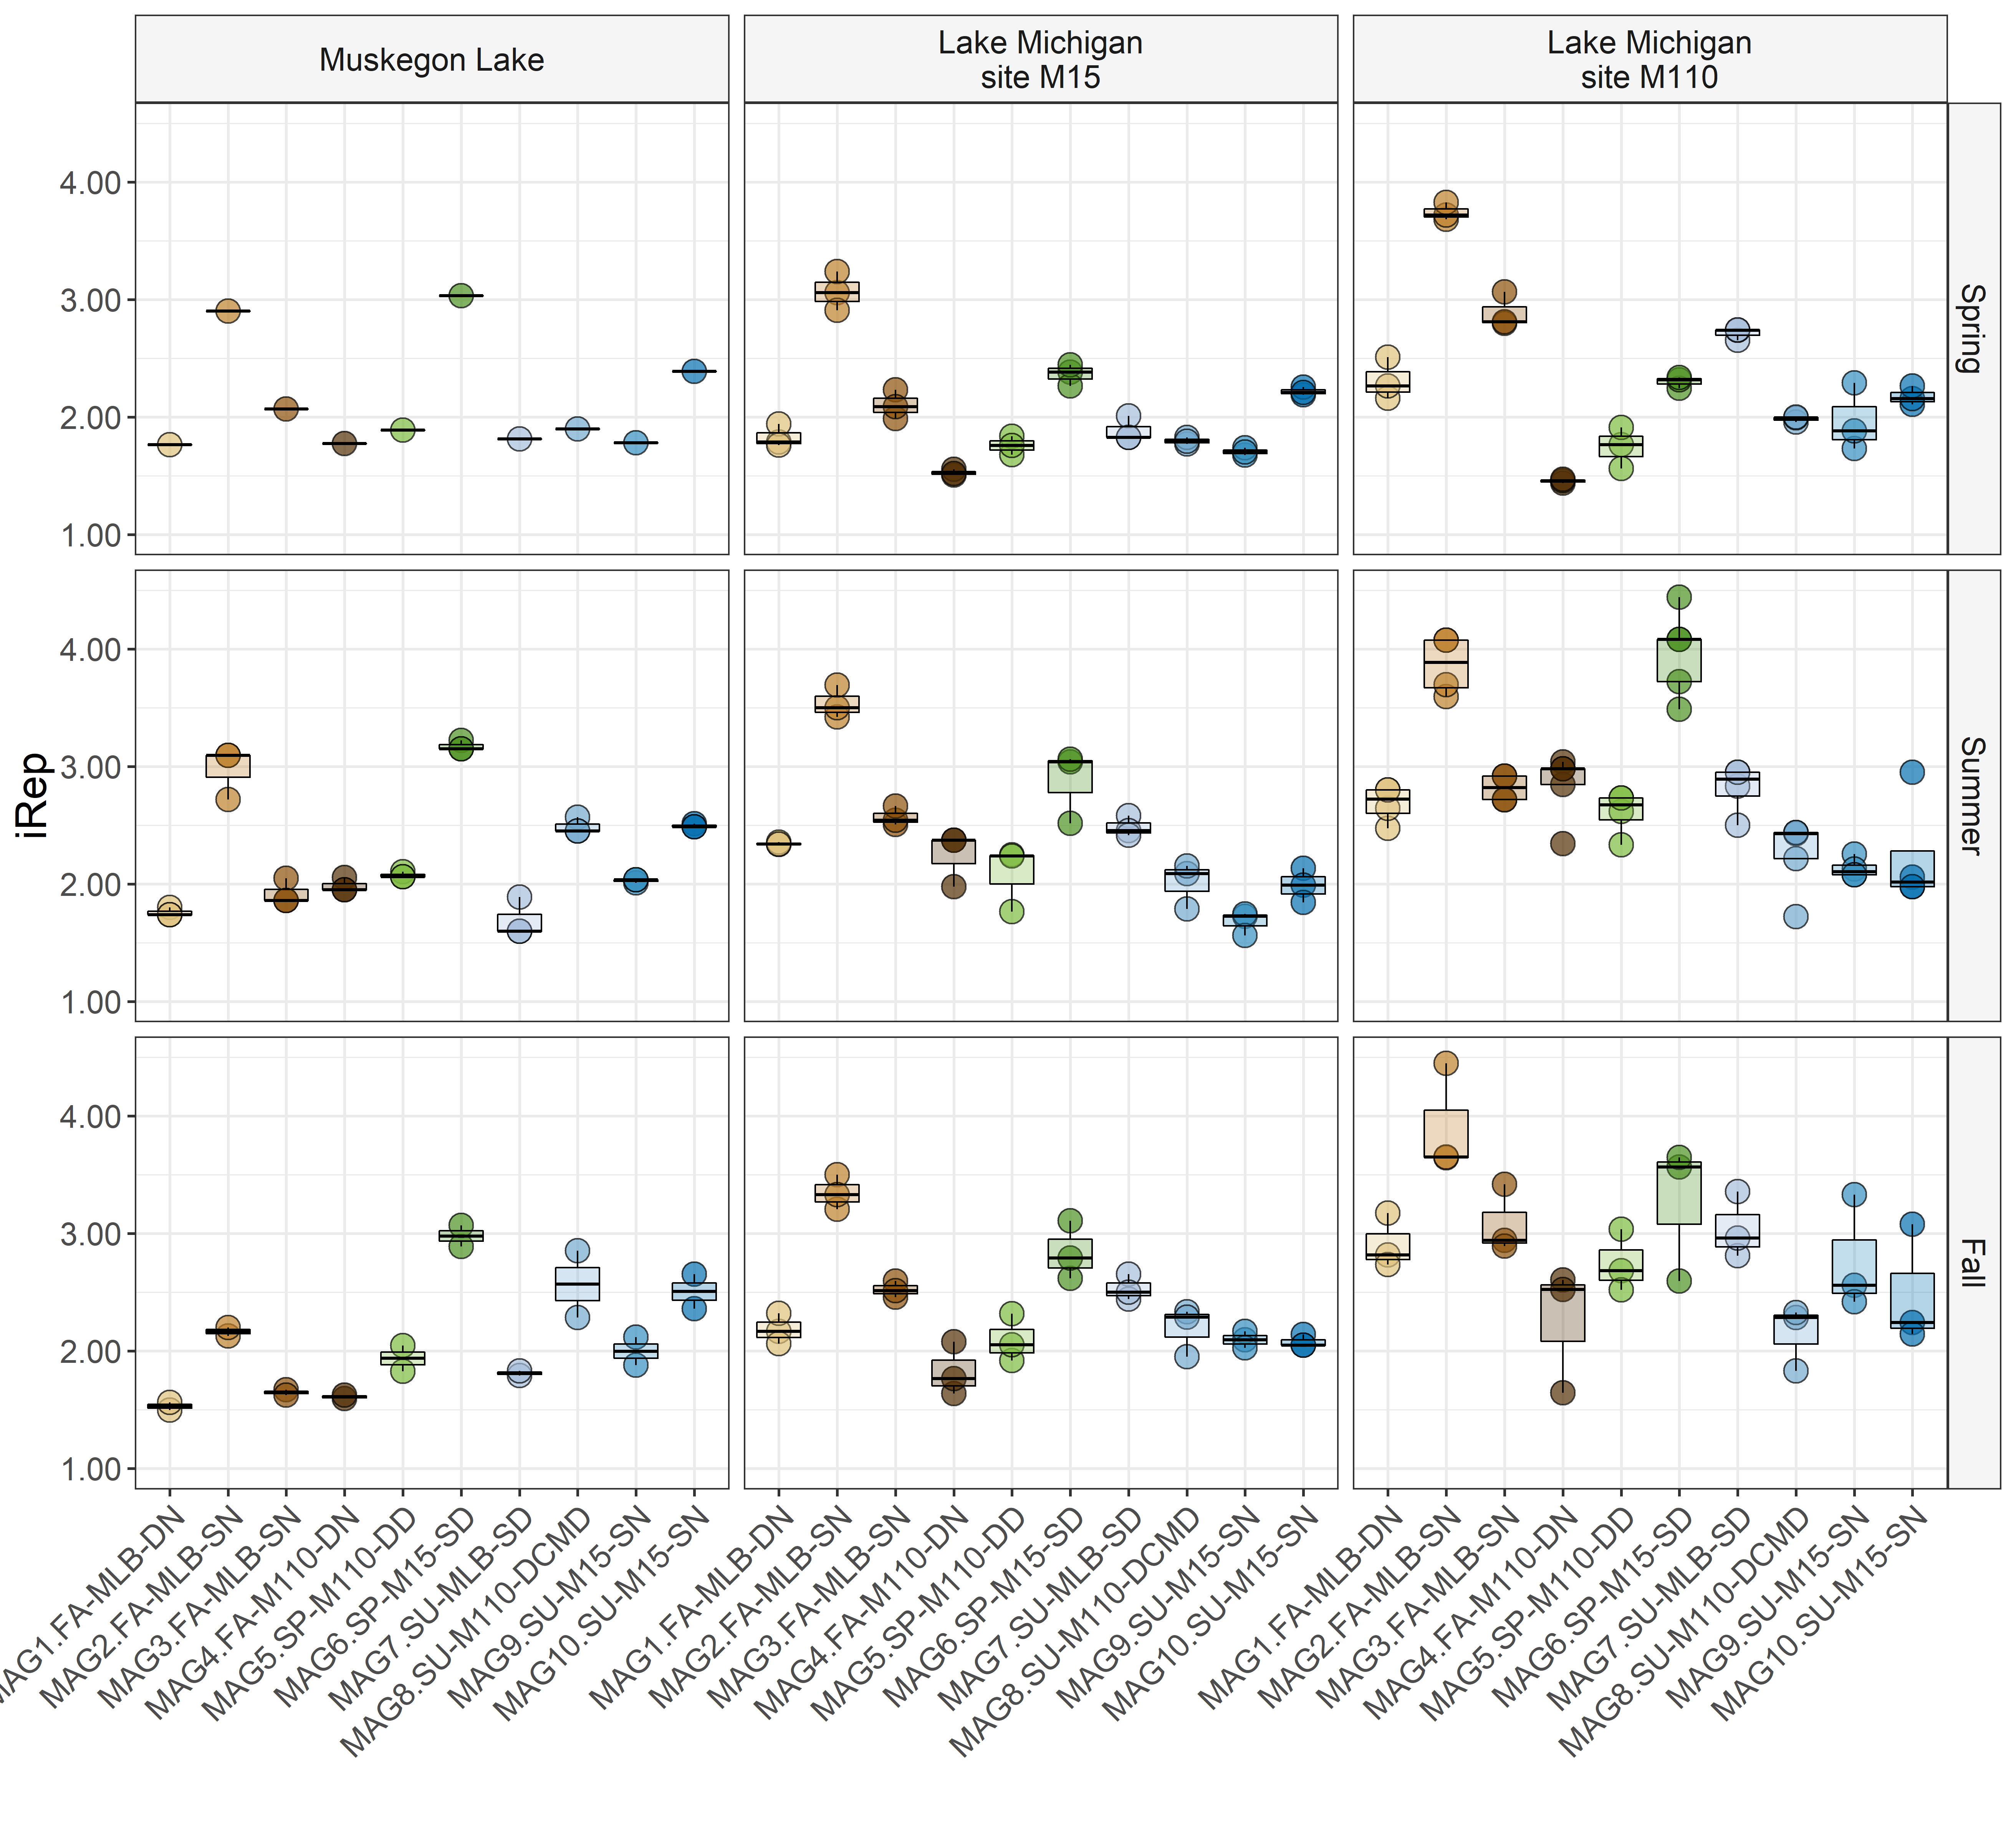 Muskegon Lake
Lake Michigan
site M15
Lake Michigan
site M110
4.00
3.00
2.00
1.00
Spring
iRep
4.00
3.00
2.00
1.00
Summer
4.00
3.00
2.00
1.00
Fall
MAG1.FA-MLB-DN
MAG2.FA-MLB-SN
MAG3.FA-MLB-SN
MAG4.FA-M110-DN
MAG5.SP-M110-DD
MAG6.SP-M15-SD
MAG7.SU-MLB-SD
MAG8.SU-M110-DCMD
MAG9.SU-M15-SN
MAG10.SU-M15-SN
MAG1.FA-MLB-DN
MAG2.FA-MLB-SN
MAG3.FA-MLB-SN
MAG4.FA-M110-DN
MAG5.SP-M110-DD
MAG6.SP-M15-SD
MAG7.SU-MLB-SD
MAG8.SU-M110-DCMD
MAG9.SU-M15-SN
MAG10.SU-M15-SN
MAG1.FA-MLB-DN
MAG2.FA-MLB-SN
MAG3.FA-MLB-SN
MAG4.FA-M110-DN
MAG5.SP-M110-DD
MAG6.SP-M15-SD
MAG7.SU-MLB-SD
MAG8.SU-M110-DCMD
MAG9.SU-M15-SN
MAG10.SU-M15-SN